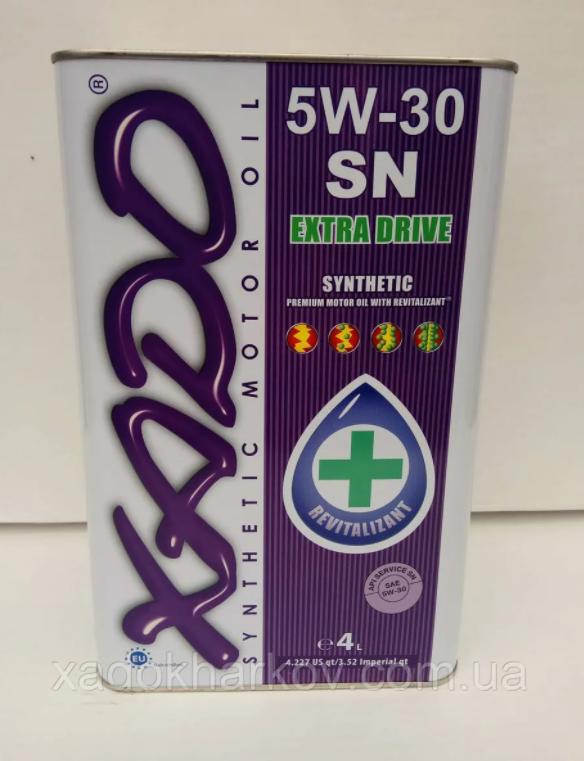 XADO®
SYNTHETIC MOTOR OIL
5W-30
SN
EXTRA DRIVE
SYNTHETIC
PREMIUM MOTOR OIL WITH REVITALIZANT®
REVITALIZANT
API SERVICE SN
SAE
5W-30
EU
℮4L
4.227 US qt/3.52 Imperial qt
xadokharkov.com.ua